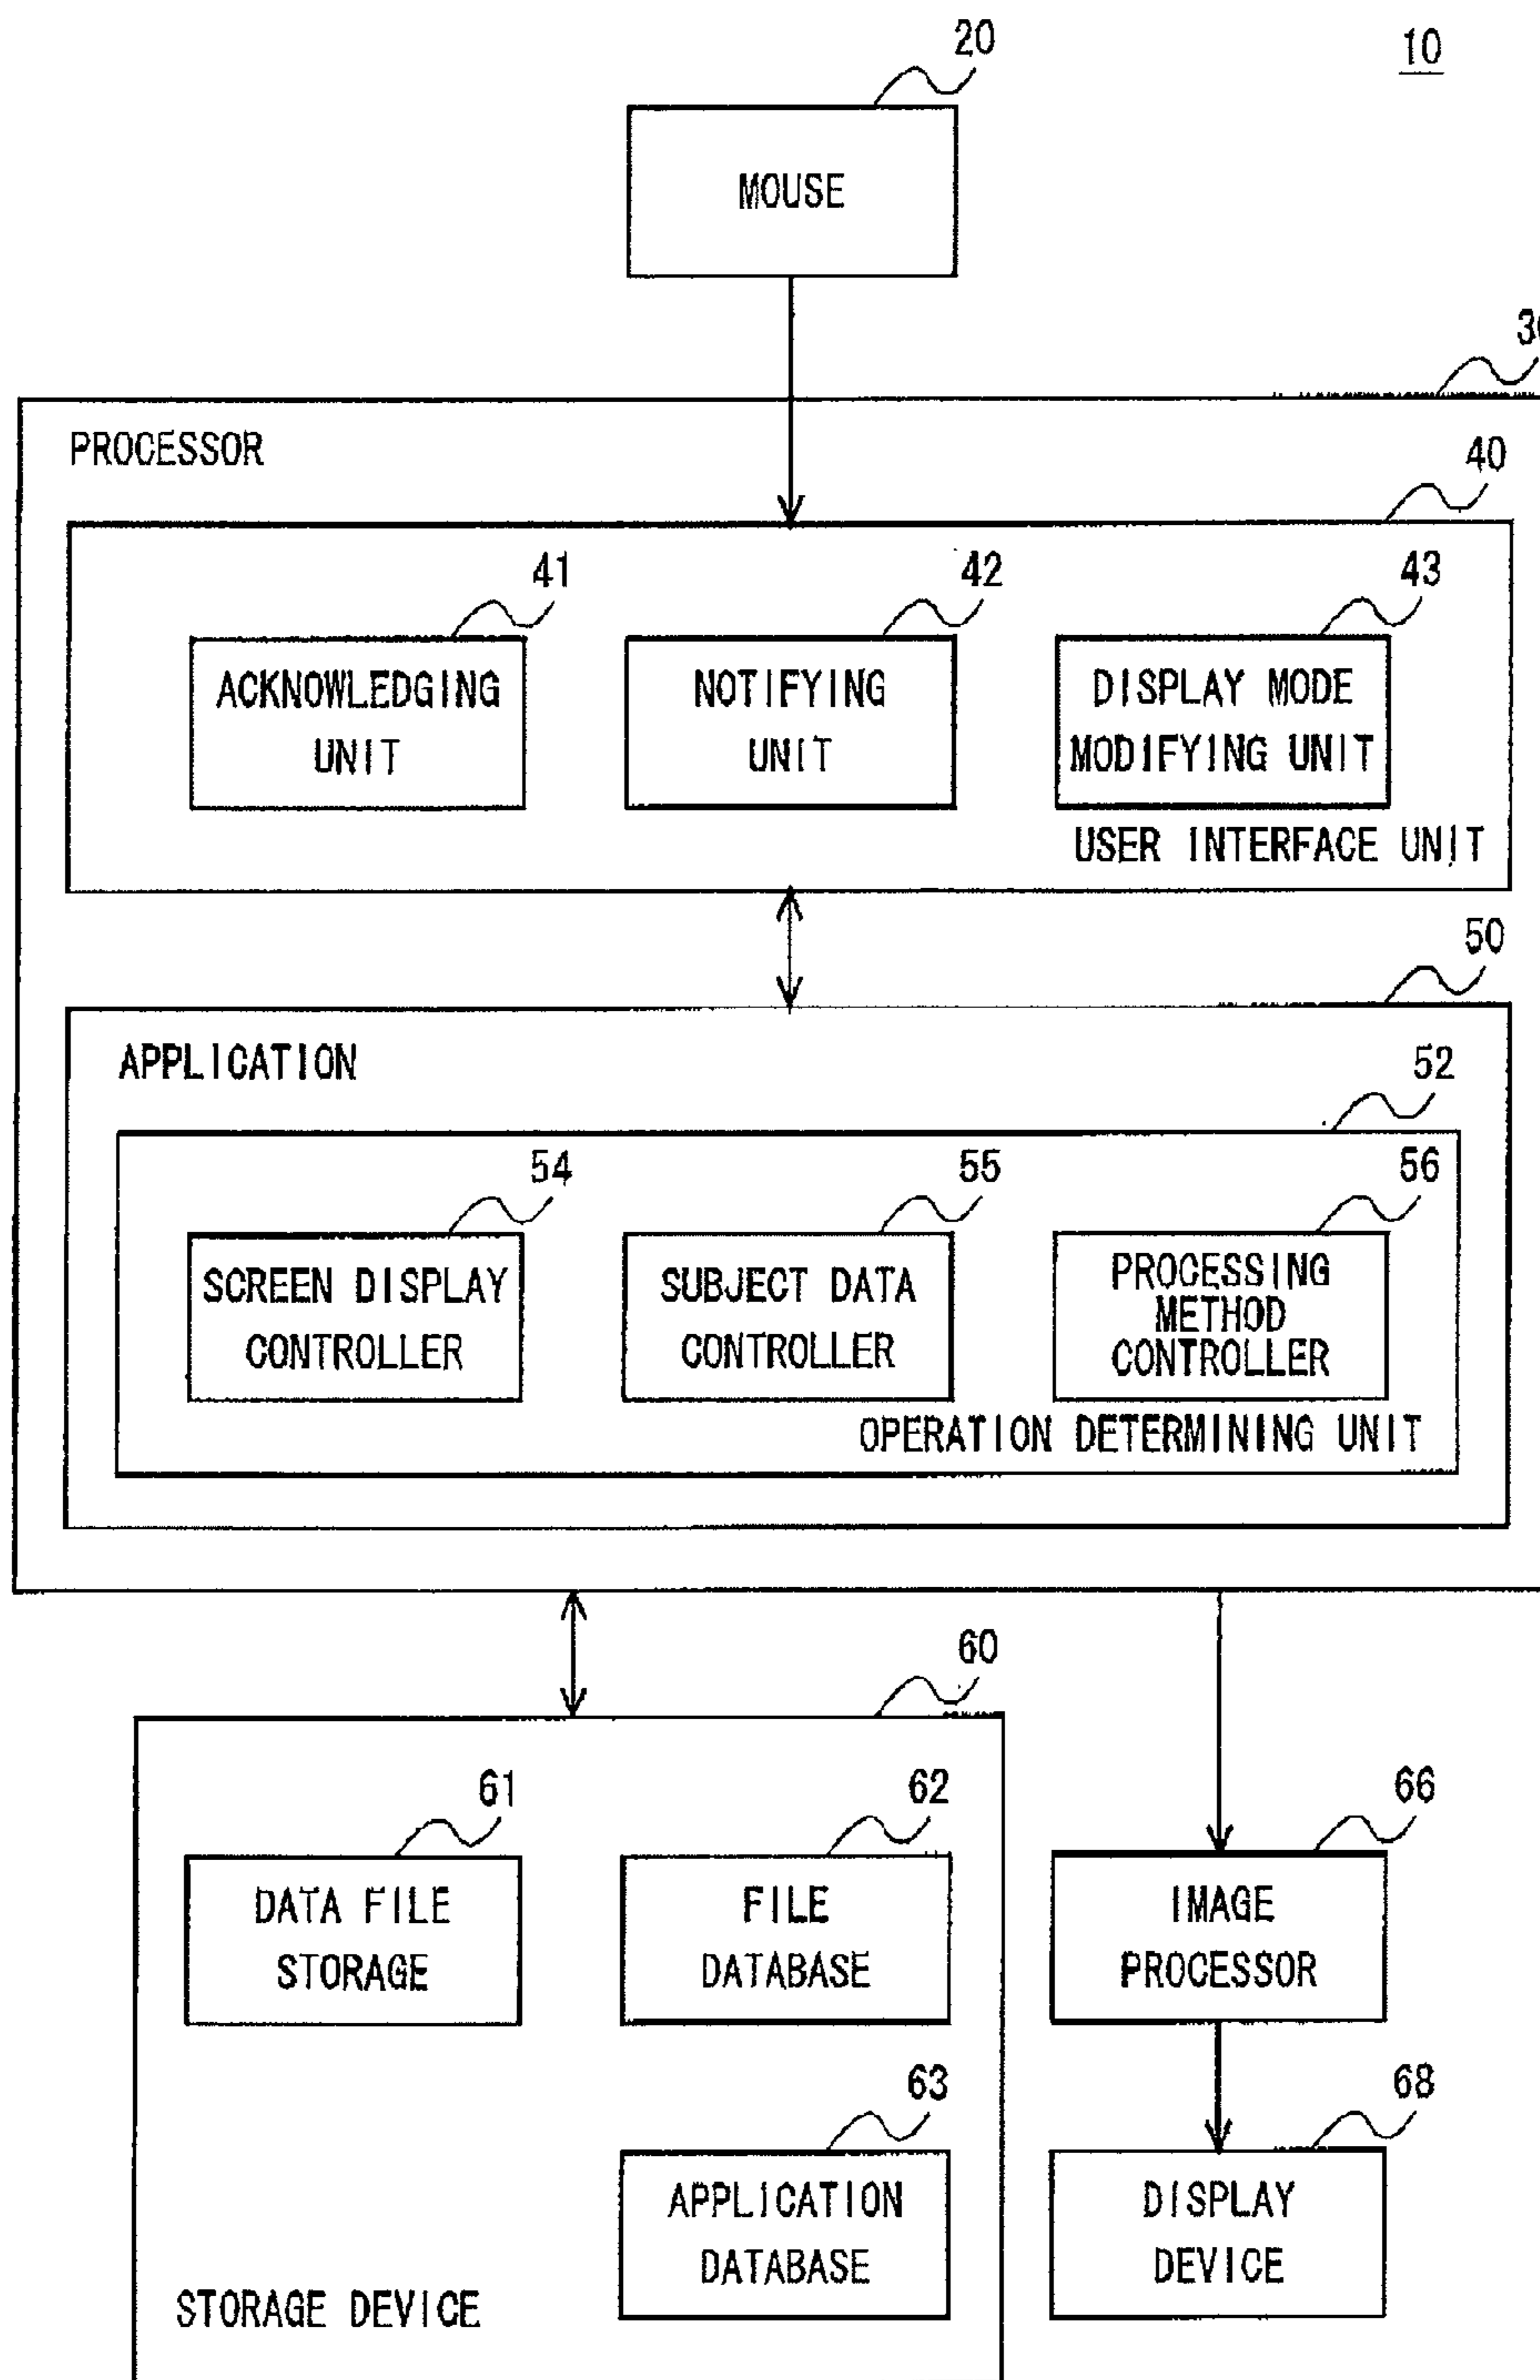 20
10
MOUSE
30
PROCESSOR
40
41
42
43
ACKNOWLEDGING
UNIT
NOTIFYING
UNIT
DISPLAY MODE
MODIFYING UNIT
USER INTERFACE UNIT
50
APPLICATION
52
54
55
56
SCREEN DISPLAY
CONTROLLER
SUBJECT DATA
CONTROLLER
PROCESSING
METHOD
CONTROLLER
OPERATION DETERMINING UNIT
60
61
62
66
DATA FILE
STORAGE
FILE
DATABASE
IMAGE
PROCESSOR
63
68
APPLICATION
DATABASE
DISPLAY
DEVICE
STORAGE DEVICE